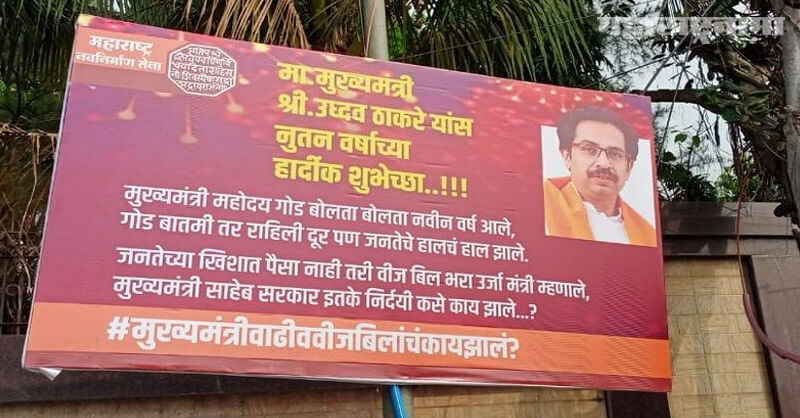 महाराष्ट्र
नवनिर्माण सेना
मा.मुख्यमंत्री
श्री.उध्दव ठाकरे यांस
नुतन वर्षाच्या
हार्दीक शुभेच्छा..!!!
मुख्यमंत्री महोदय गोड बोलता बोलता नवीन वर्ष आले,
गोड बातमी तर राहिली दूर पण जनतेचे हालचं हाल झाले.
जनतेच्या खिशात पैसा नाही तरी वीज बिल भरा उर्जा मंत्री म्हणाले,
मुख्यमंत्री साहेब सरकार इतके निर्दयी कसे काय झाले...?
#मुख्यमंत्रीवाढीववीजबिलांचंकायझालं?